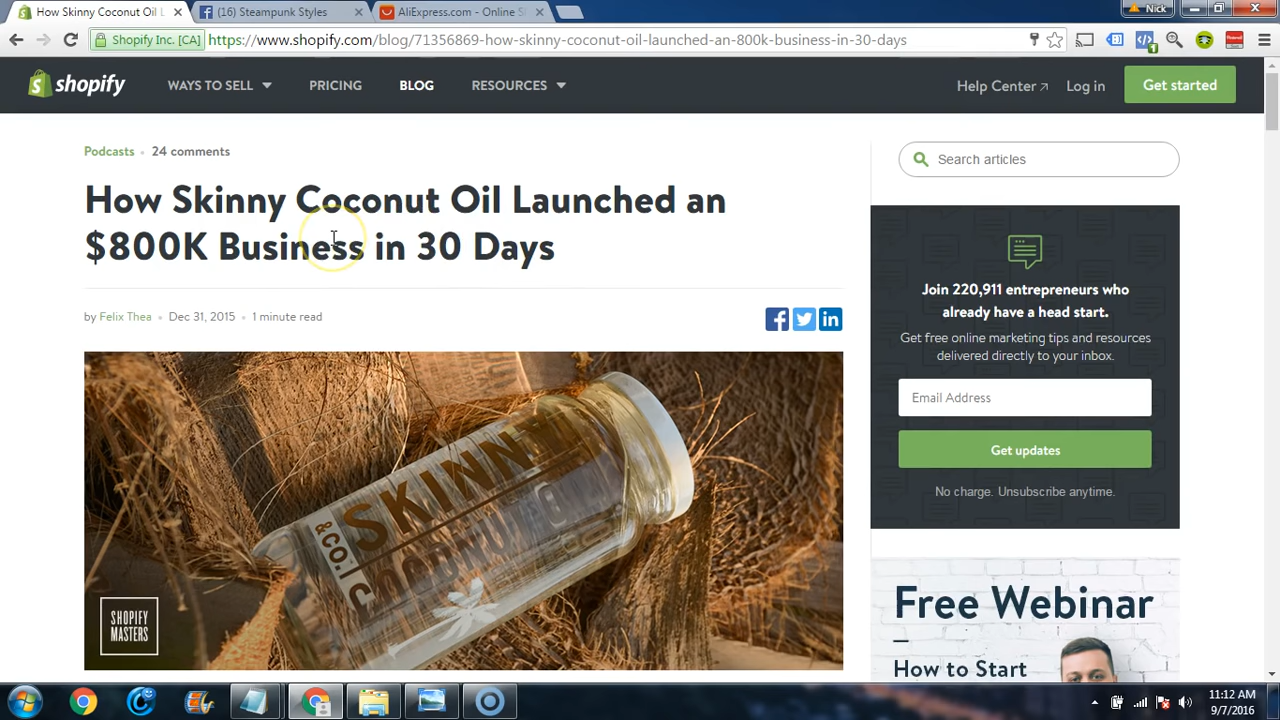 How Skinny Coconut Oil L
(16) Steampunk Styles
AliExpress.com - Online Sh
Nick
Shopify Inc. [CA]
https://www.shopify.com/blog/71356869-how-skinny-coconut-oil-launched-an-800k-business-in-30-days
shopify
WAYS TO SELL
PRICING
BLOG
RESOURCES
Help Center
Log in
Get started
Podcasts • 24 comments
How Skinny Coconut Oil Launched an
$800K Business in 30 Days
by Felix Thea • Dec 31, 2015 • 1 minute read
SKINNY
& CO.
COCONUT
SHOPIFY
MASTERS
Search articles
Join 220,911 entrepreneurs who
already have a head start.
Get free online marketing tips and resources
delivered directly to your inbox.
Email Address
Get updates
No charge. Unsubscribe anytime.
Free Webinar
How to Start
11:12 AM
9/7/2016